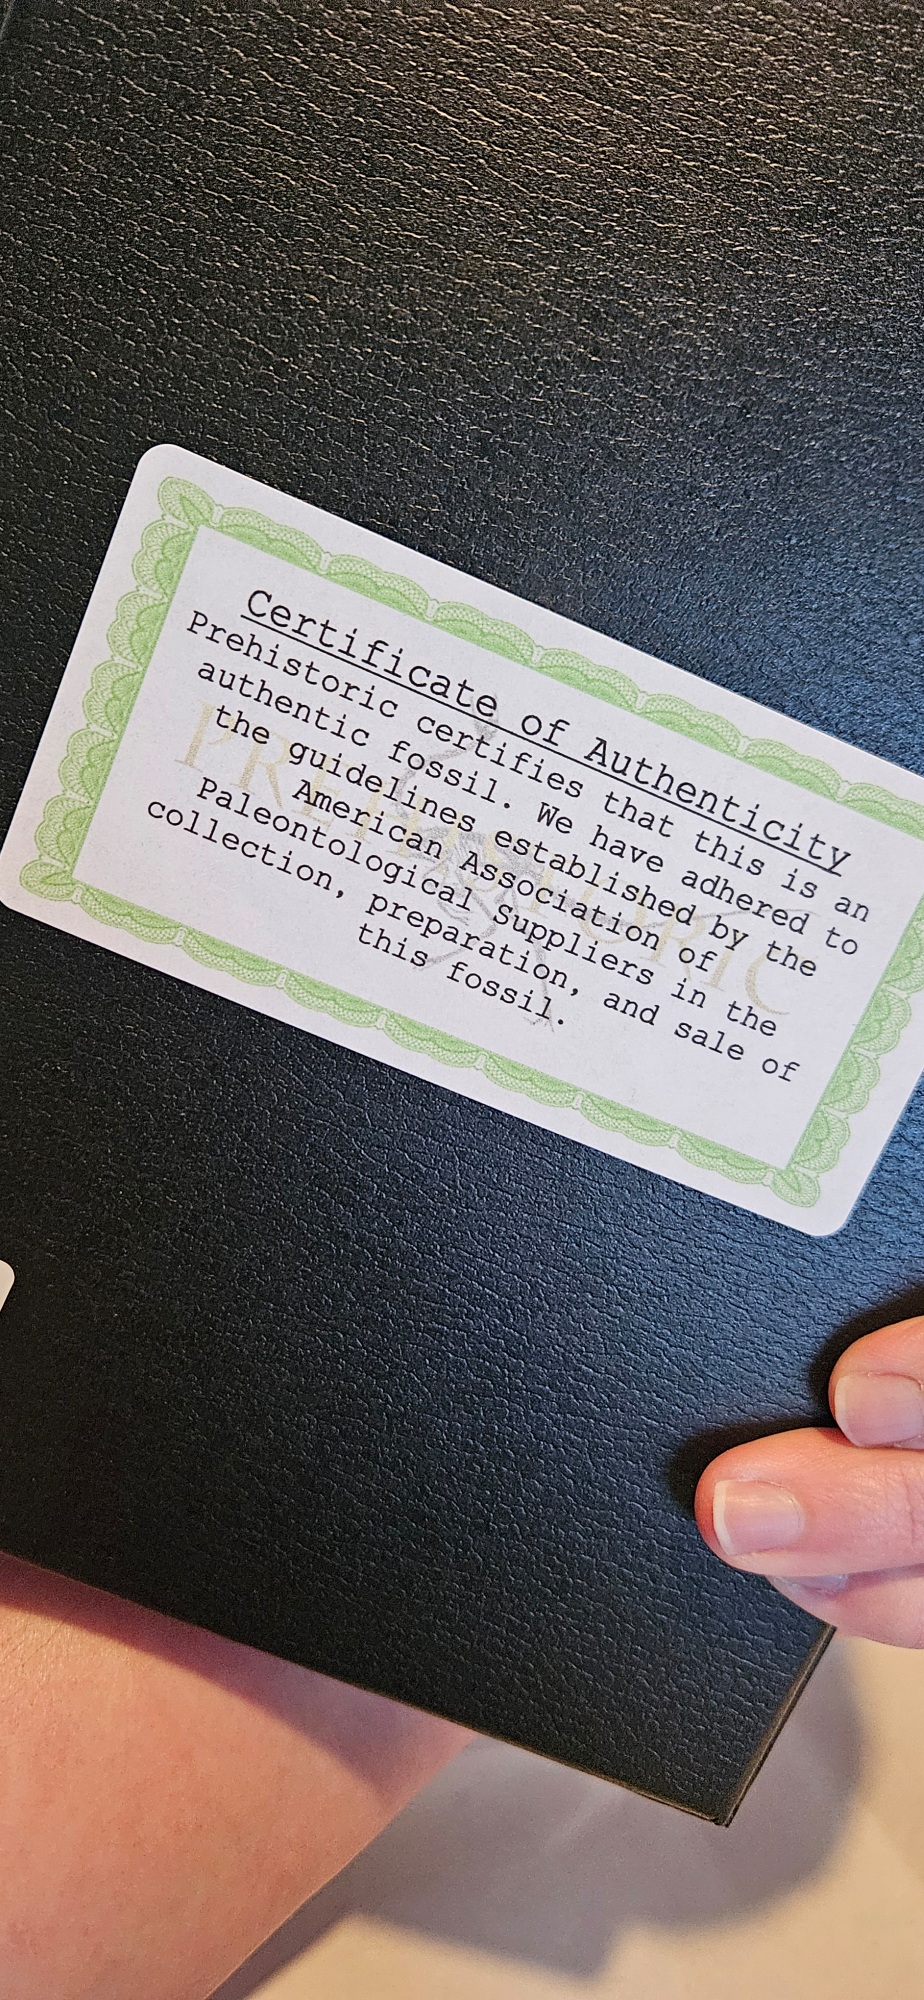 Certificate of Authenticity
Prehistoric certifies that this is an
authentic fossil. We have adhered to
the guidelines established by the
American Association of
Paleontological Suppliers in the
collection, preparation, and sale of
this fossil.
PREHISTORIC